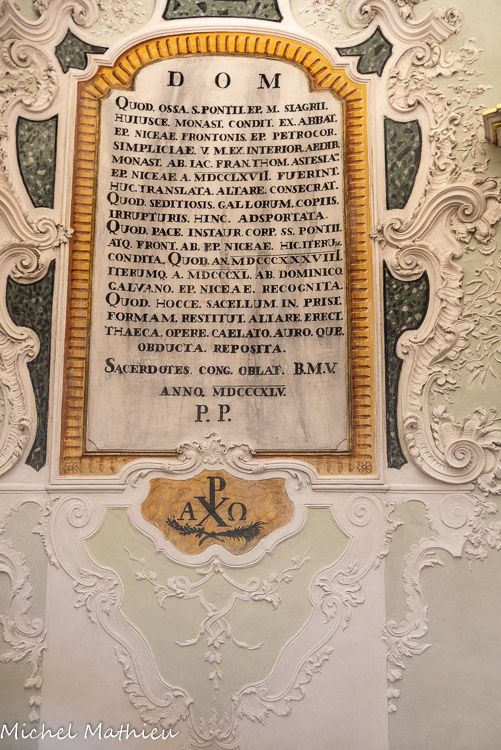 D O M
QUOD. OSSA. S. PONTII. EP. M. SIAGRII.
HUIUSCE. MONAST. CONDIT. EX. ABBAT.
EP. NICEAE. FRONTONIS. EP. PETROCOR.
SIMPLICIAE. V. M. EX. INTERIOR. AEDIB.
MONAST. AB. IAC. FRAN. THOM. ASTESIA.
EP. NICEAE. A. MDCCLXVII. FUERINT.
HUC. TRANSLATA. ALTARE. CONSECRAT.
QUOD. SEDITIOSIS. GALLORUM. COPIIS.
IRRUPTURIS. HINC. ADSPORTATA.
QUOD. PACE. INSTAUR. CORP. SS. PONTII.
ATQ. FRONT. AB. EP. NICEAE. HIC. ITERUM.
CONDITA. QUOD. AN. MDCCCXXXVIII.
ITERUMQ. A. MDCCCXL. AB. DOMINICO.
GALVANO. EP. NICEAE. RECOGNITA.
QUOD. HOCCE. SACELLUM. IN. PRIST.
FORMAM. RESTITUT. ALTARE. ERECT.
THAECA. OPERE. CAELATO. AURO. QUE.
OBDUCTA. REPOSITA.
SACERDOTES. CONG. OBLAT. B.M.V.
ANNO. MDCCCXLV.
P. P.
Α ☧ Ω
Michel Mathieu